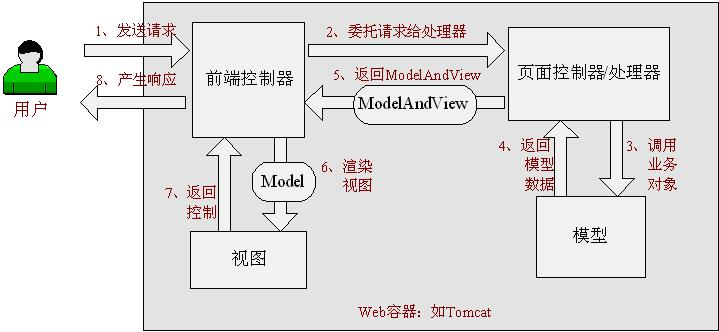 1、发送请求
2、委托请求给处理器
8、产生响应
前端控制器
5、返回ModelAndView
ModelAndView
页面控制器/处理器
用户
4、返回
模型
数据
3、调用
业务
对象
6、渲染
视图
Model
7、返回
控制
视图
模型
Web容器：如Tomcat